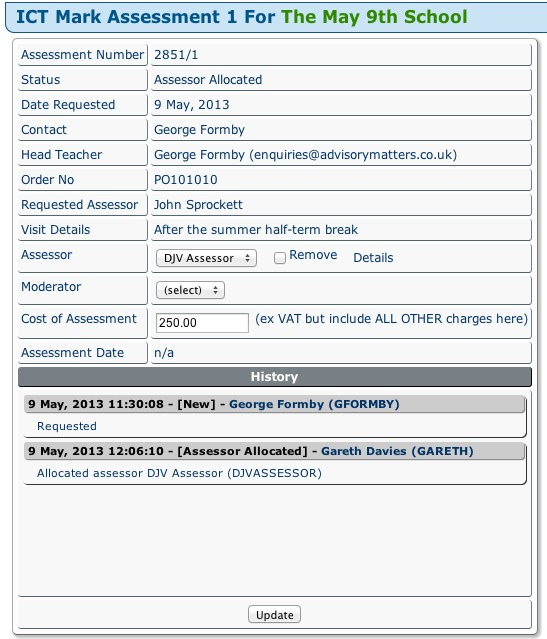 ICT Mark Assessment 1 For The May 9th School
Assessment Number 2851/1
Status Assessor Allocated
Date Requested 9 May, 2013
Contact George Formby
Head Teacher George Formby (enquiries@advisorymatters.co.uk)
Order No PO101010
Requested Assessor John Sprockett
Visit Details After the summer half-term break
Assessor DJV Assessor Remove Details
Moderator (select)
Cost of Assessment 250.00 (ex VAT but include ALL OTHER charges here)
Assessment Date n/a
History
9 May, 2013 11:30:08 - [New] - George Formby (GFORMBY)
Requested
9 May, 2013 12:06:10 - [Assessor Allocated] - Gareth Davies (GARETH)
Allocated assessor DJV Assessor (DJVASSESSOR)
Update